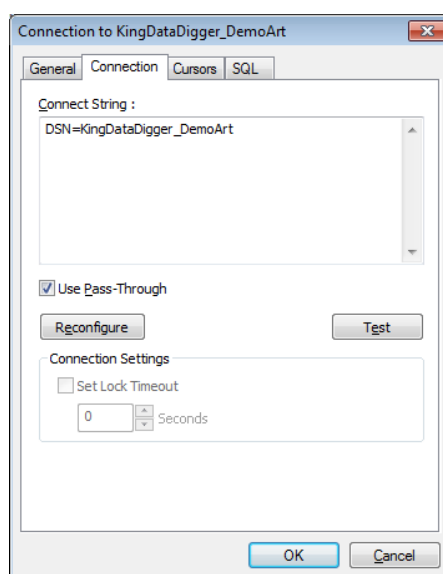 Connection to KingDataDigger_DemoArt
General Connection Cursors SQL
Connect String :
DSN=KingDataDigger_DemoArt
Use Pass-Through
Reconfigure Test
Connection Settings
Set Lock Timeout
0 Seconds
OK Cancel